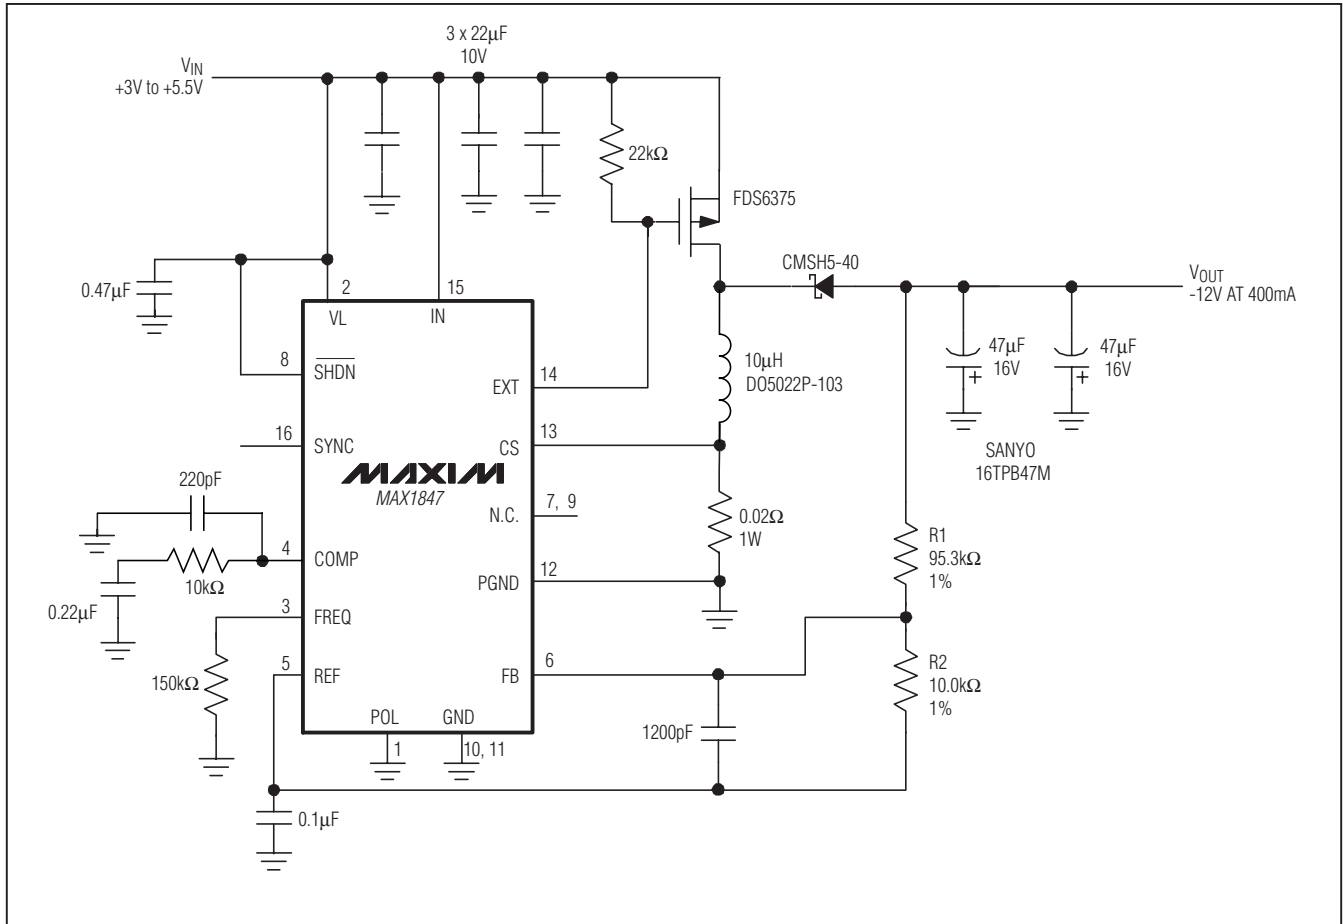 3 x 22μF
10V
VIN
+3V to +5.5V
22kΩ
FDS6375
CMSH5-40
VOUT
-12V AT 400mA
0.47μF
2
15
VL
IN
47μF
16V
+
47μF
16V
+
10μH
DO5022P-103
8
SHDN
EXT
14
16
SYNC
CS
13
SANYO
16TPB47M
MAXIM
MAX1847
220pF
N.C.
7, 9
0.02Ω
1W
R1
95.3kΩ
1%
4
COMP
10kΩ
PGND
12
0.22μF
3
FREQ
5
REF
FB
6
R2
10.0kΩ
1%
150kΩ
POL
GND
1200pF
1
10, 11
0.1μF